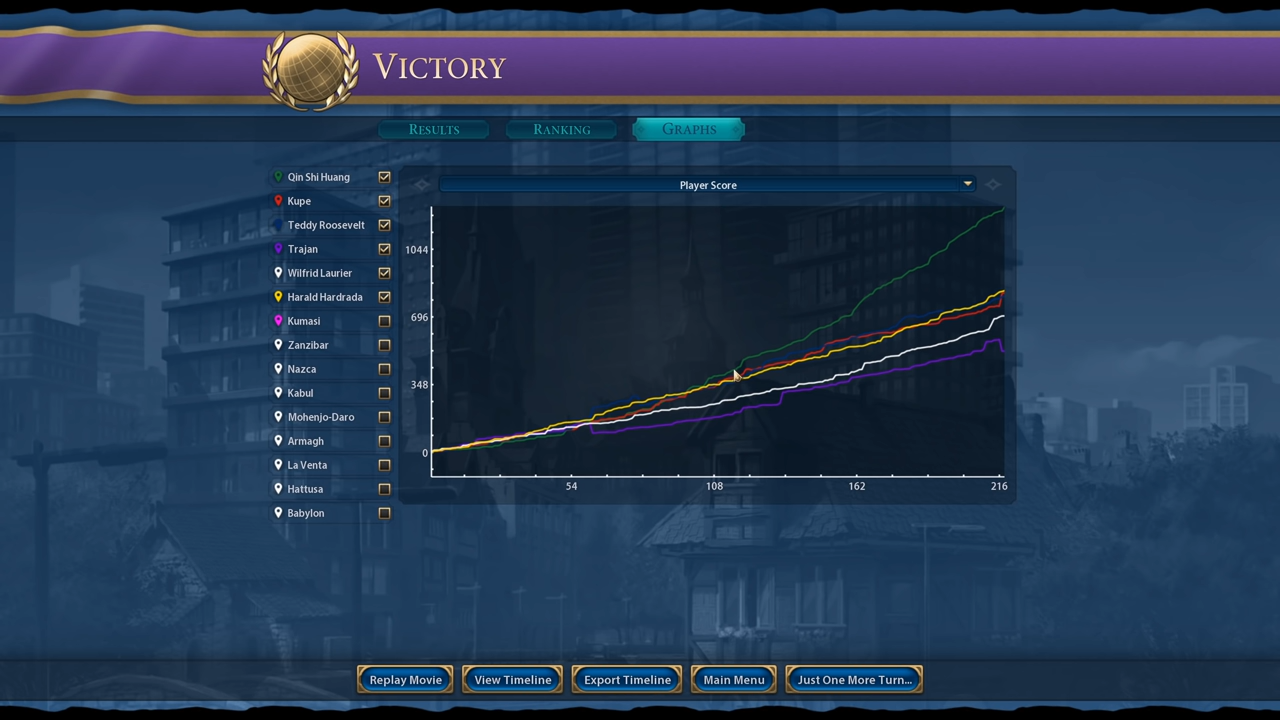 VICTORY
RESULTS
RANKING
GRAPHS
Qin Shi Huang
Kupe
Teddy Roosevelt
Trajan
Wilfrid Laurier
Harald Hardrada
Kumasi
Zanzibar
Nazca
Kabul
Mohenjo-Daro
Armagh
La Venta
Hattusa
Babylon
Player Score
1044
696
348
0
54
108
162
216
Replay Movie
View Timeline
Export Timeline
Main Menu
Just One More Turn...